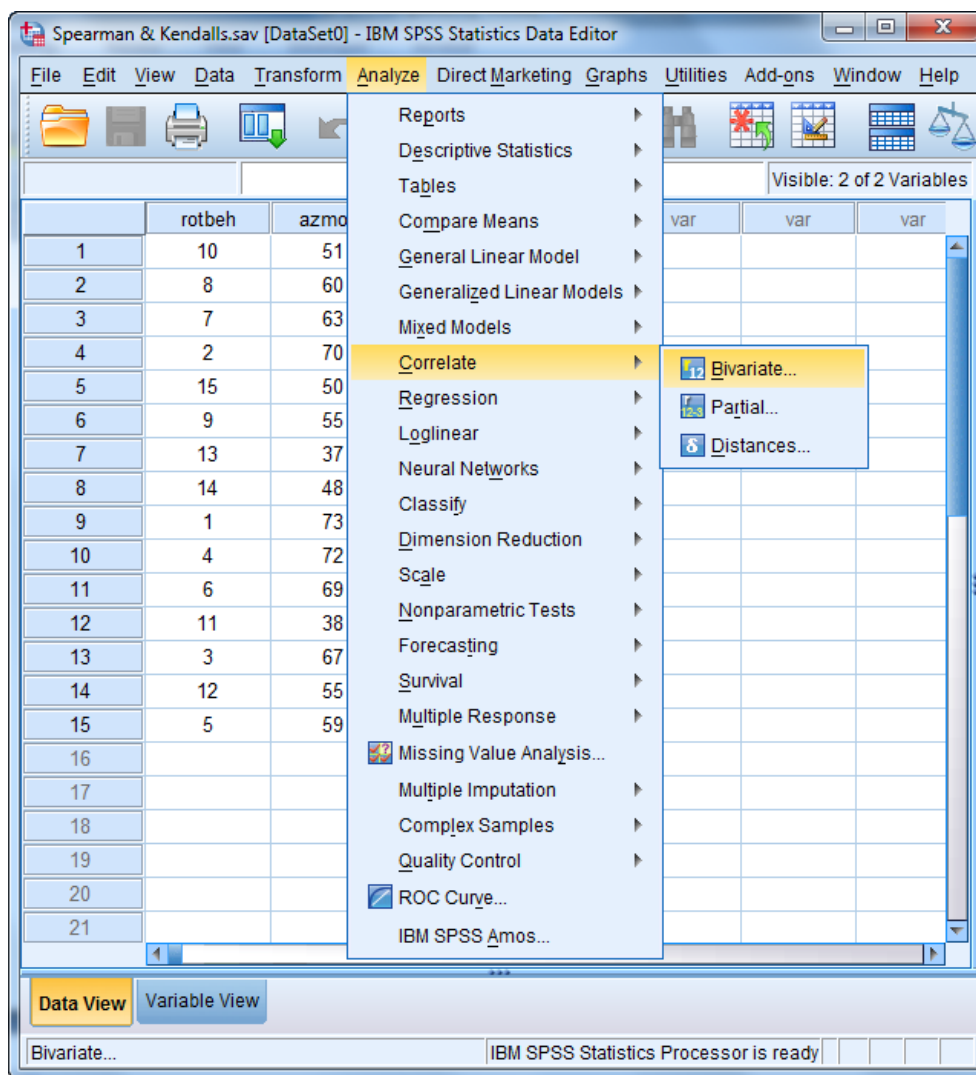 Spearman & Kendalls.sav [DataSet0] - IBM SPSS Statistics Data Editor
File Edit View Data Transform Analyze Direct Marketing Graphs Utilities Add-ons Window Help
Visible: 2 of 2 Variables
rotbeh azmo var var var
1 10 51
2 8 60
3 7 63
4 2 70
5 15 50
6 9 55
7 13 37
8 14 48
9 1 73
10 4 72
11 6 69
12 11 38
13 3 67
14 12 55
15 5 59
16
17
18
19
20
21
Reports
Descriptive Statistics
Tables
Compare Means
General Linear Model
Generalized Linear Models
Mixed Models
Correlate
Regression
Loglinear
Neural Networks
Classify
Dimension Reduction
Scale
Nonparametric Tests
Forecasting
Survival
Multiple Response
Missing Value Analysis...
Multiple Imputation
Complex Samples
Quality Control
ROC Curve...
IBM SPSS Amos...
Bivariate...
Partial...
Distances...
Data View Variable View
Bivariate... IBM SPSS Statistics Processor is ready